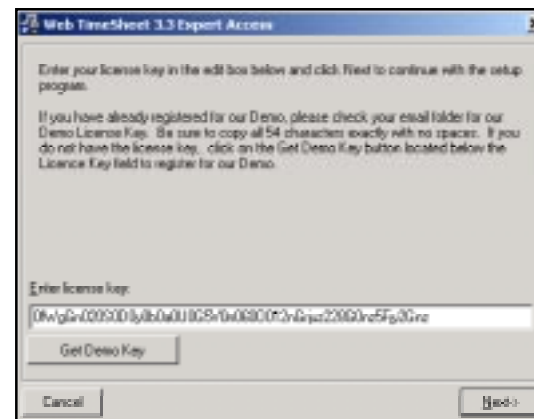 Web TimeSheet 3.3 Expert Access
Enter your license key in the edit box below and click Next to continue with the setup
program.
If you have already registered for our Demo, please check your email folder for our
Demo License Key. Be sure to copy all 54 characters exactly with no spaces. If you
do not have the license key, click on the Get Demo Key button located below the
Licence Key field to register for our Demo.
Enter license key:
Get Demo Key
Cancel
Next>